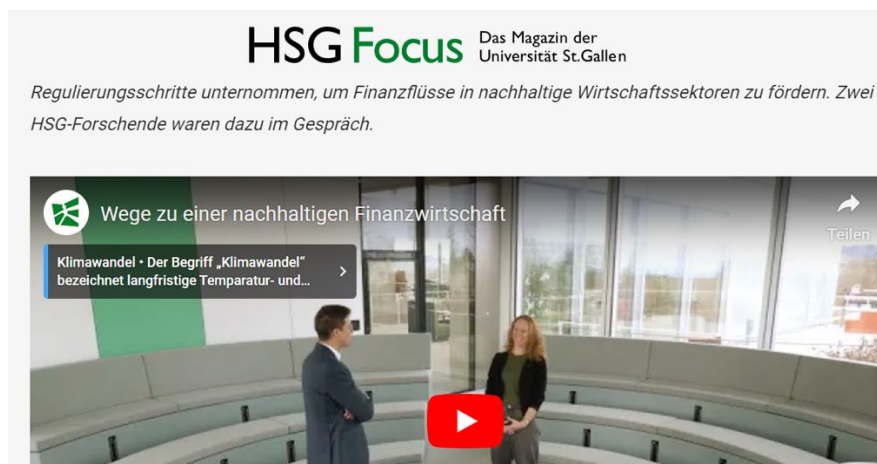 HSG Focus Das Magazin der
Universität St.Gallen
Regulierungsschritte unternommen, um Finanzflüsse in nachhaltige Wirtschaftssektoren zu fördern. Zwei
HSG-Forschende waren dazu im Gespräch.
Wege zu einer nachhaltigen Finanzwirtschaft
Teilen
Klimawandel • Der Begriff „Klimawandel“
bezeichnet langfristige Temparatur- und...